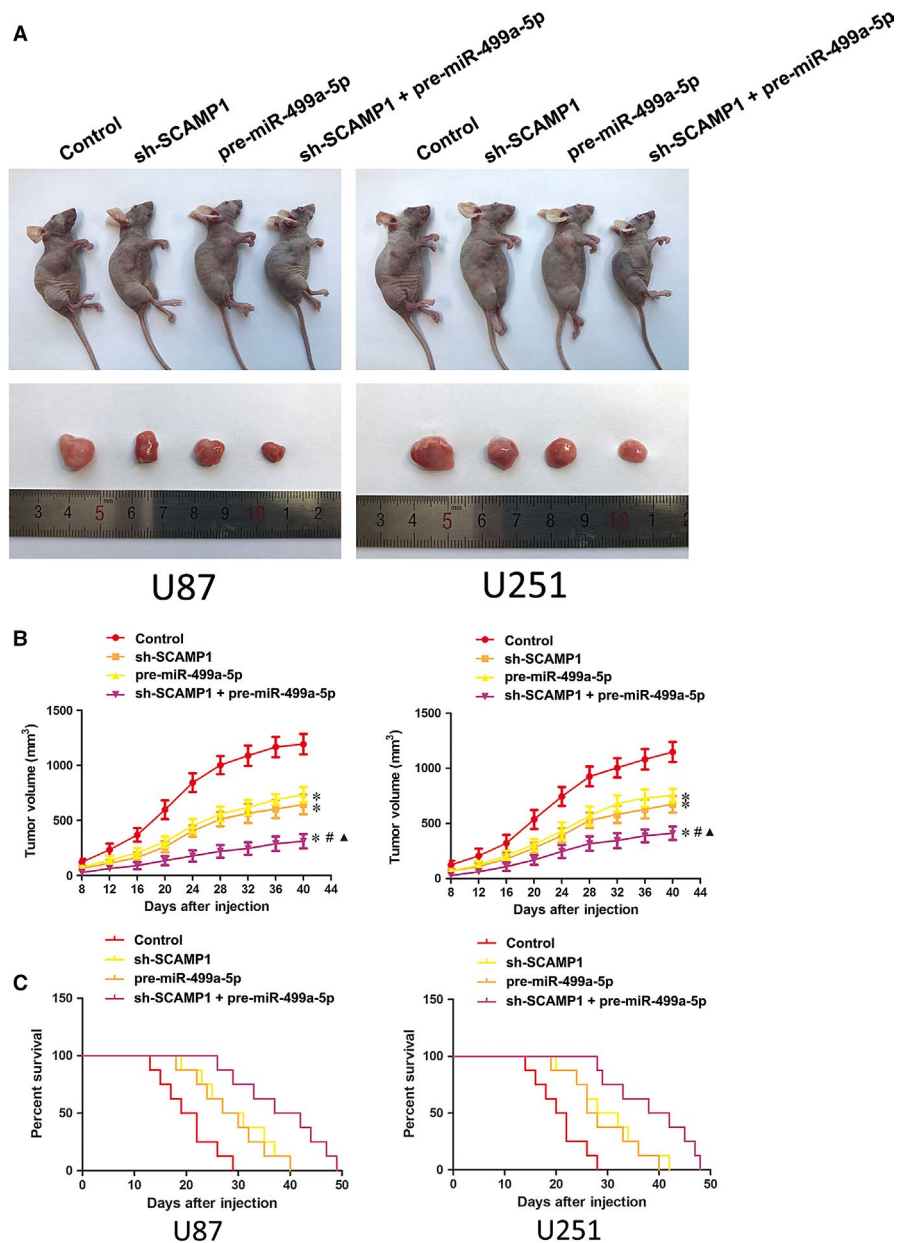 A
Control
sh-SCAMP1
pre-miR-499a-5p
sh-SCAMP1 + pre-miR-499a-5p
Control
sh-SCAMP1
pre-miR-499a-5p
sh-SCAMP1 + pre-miR-499a-5p
mm
3 4 5 6 7 8 9 10 1 2
mm
3 4 5 6 7 8 9 10 1 2
U87
U251
B
Control
sh-SCAMP1
pre-miR-499a-5p
sh-SCAMP1 + pre-miR-499a-5p
Tumor volume (mm³)
1500
1000
500
0
* 
*
* # ▲
8 12 16 20 24 28 32 36 40 44
Days after injection
Control
sh-SCAMP1
pre-miR-499a-5p
sh-SCAMP1 + pre-miR-499a-5p
Tumor volume (mm³)
1500
1000
500
0
*
*
* # ▲
8 12 16 20 24 28 32 36 40 44
Days after injection
C
Control
sh-SCAMP1
pre-miR-499a-5p
sh-SCAMP1 + pre-miR-499a-5p
Percent survival
150
100
50
0
0 10 20 30 40 50
Days after injection
U87
Control
sh-SCAMP1
pre-miR-499a-5p
sh-SCAMP1 + pre-miR-499a-5p
Percent survival
150
100
50
0
0 10 20 30 40 50
Days after injection
U251